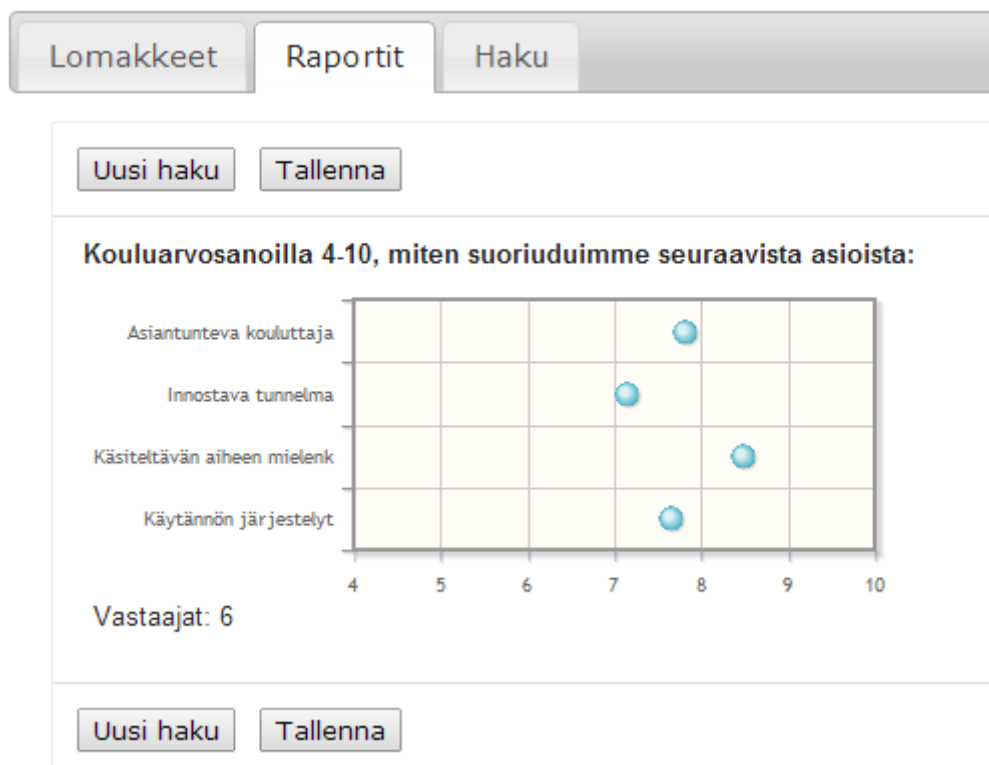 Lomakkeet Raportit Haku
Uusi haku Tallenna
Kouluarvosanoilla 4-10, miten suoriuduimme seuraavista asioista:
Asiantunteva kouluttaja
Innostava tunnelma
Käsiteltävän aiheen mielenk
Käytännön järjestelyt
4 5 6 7 8 9 10
Vastaajat: 6
Uusi haku Tallenna